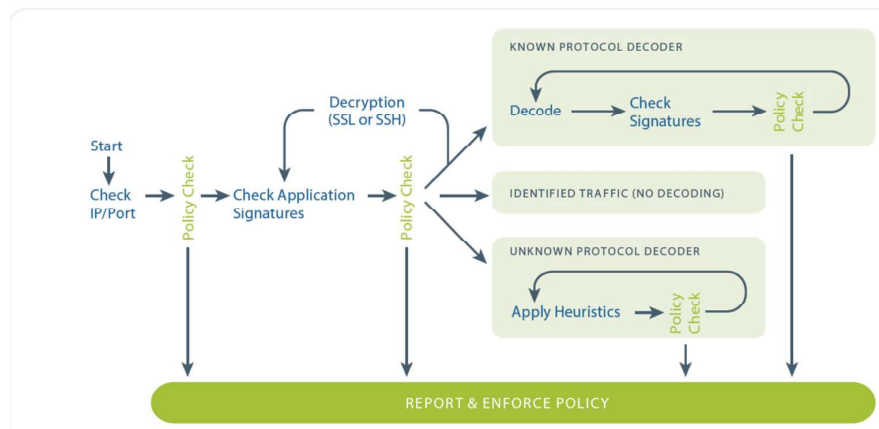 KNOWN PROTOCOL DECODER
Decode
Check
Signatures
Policy
Check
Decryption
(SSL or SSH)
Start
Check
IP/Port
Policy Check
Check Application
Signatures
Policy Check
IDENTIFIED TRAFFIC (NO DECODING)
UNKNOWN PROTOCOL DECODER
Apply Heuristics
Policy
Check
REPORT & ENFORCE POLICY